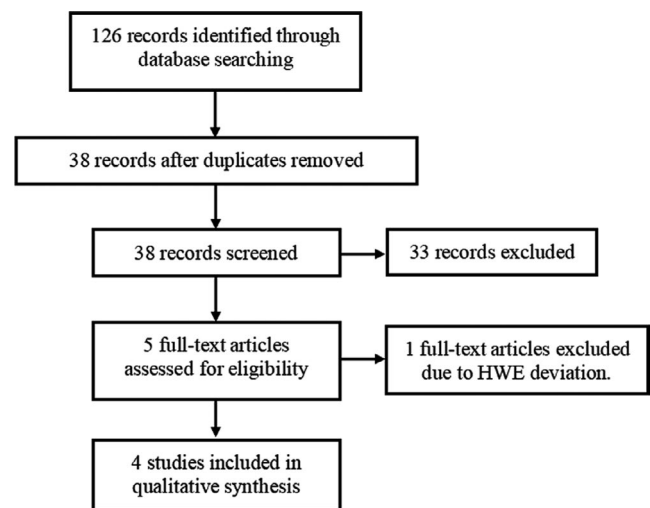 126 records identified through
database searching
38 records after duplicates removed
38 records screened
33 records excluded
5 full-text articles
assessed for eligibility
1 full-text articles excluded
due to HWE deviation.
4 studies included in
qualitative synthesis